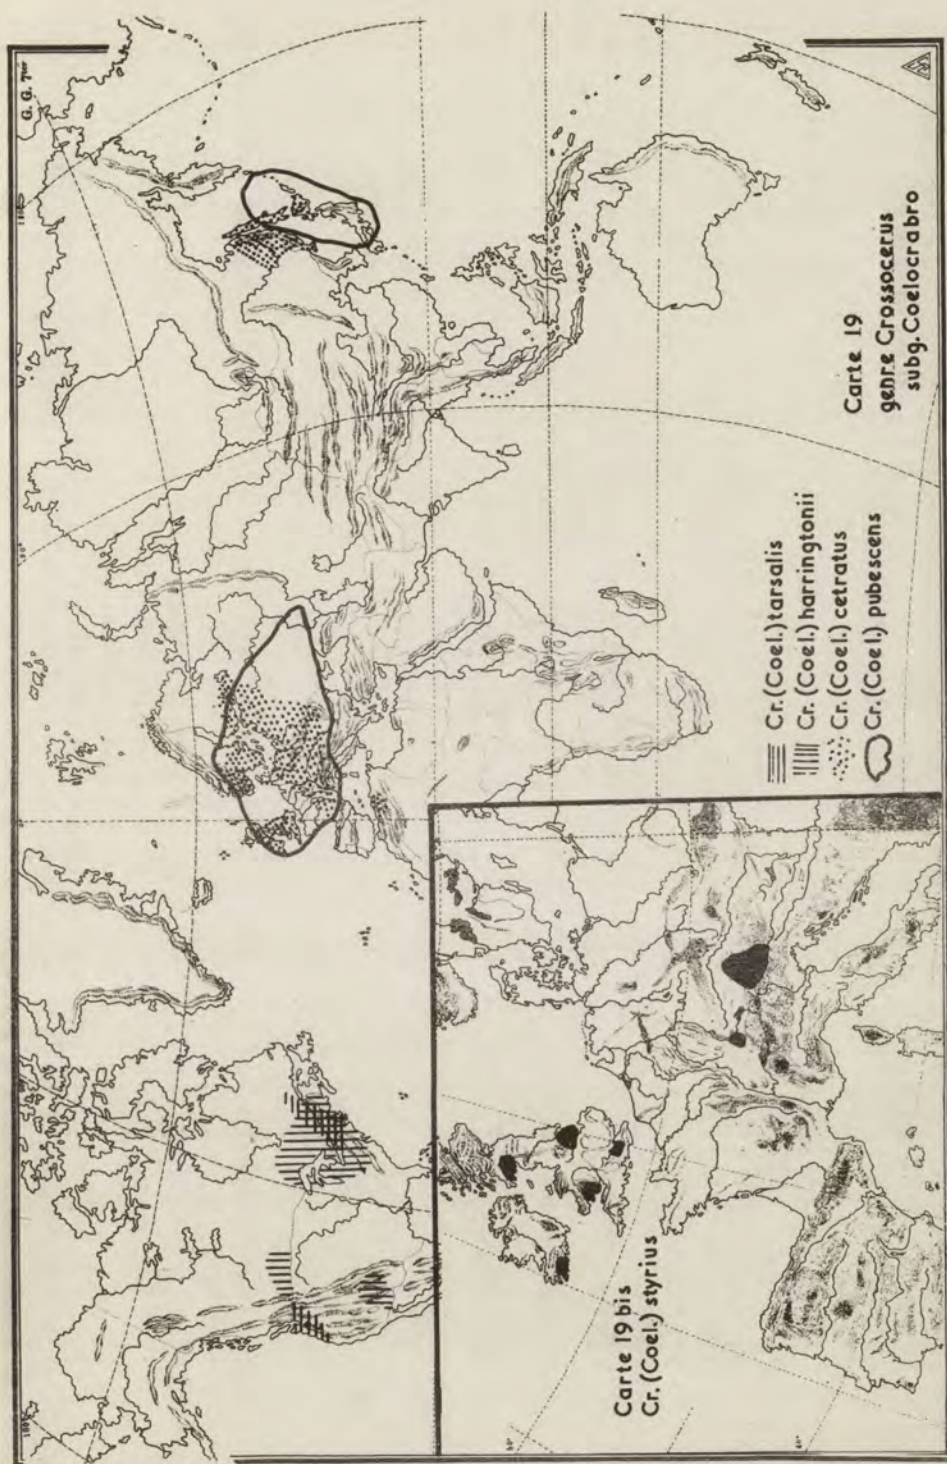 G. G. 7ter
Carte 19
genre Crossocerus
subg. Coelocrabro
Cr. (Coel.) tarsalis
Cr. (Coel.) harringtonii
Cr. (Coel.) cetratus
Cr. (Coel.) pubescens
Carte 19 bis
Cr. (Coel.) styrius